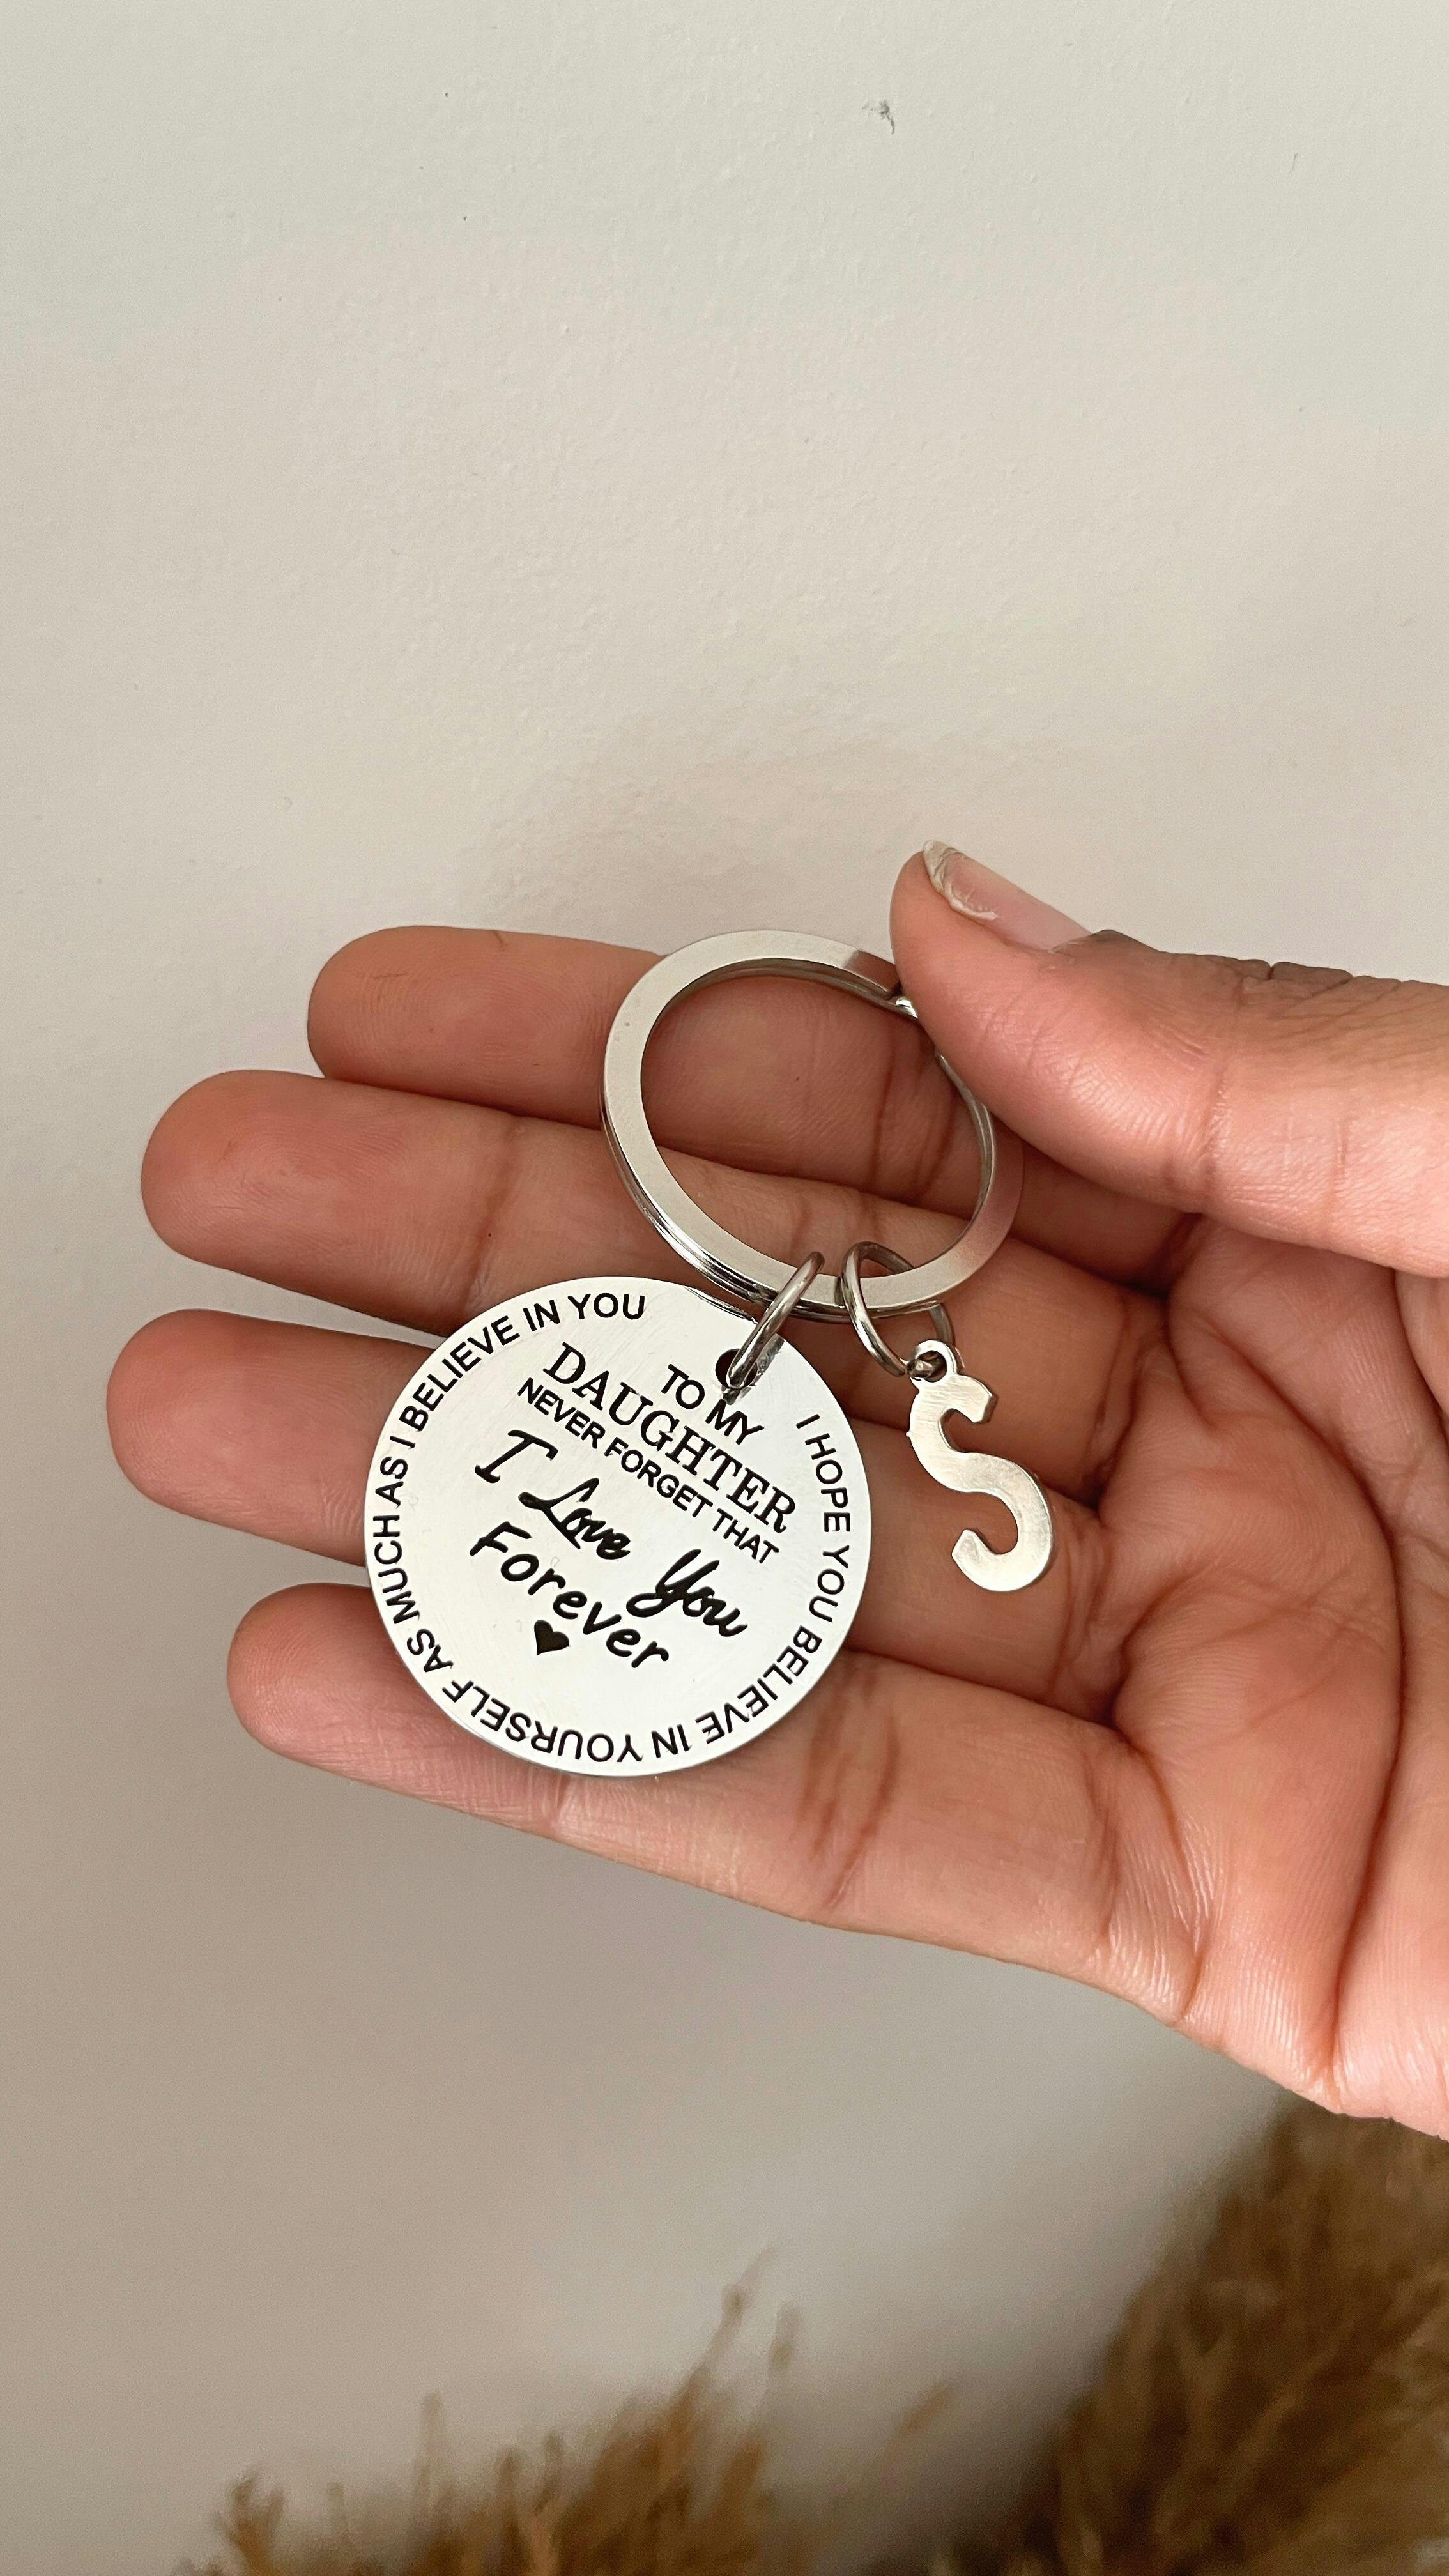 TO MY
DAUGHTER
NEVER FORGET THAT
I Love You
Forever
I HOPE YOU BELIEVE IN YOURSELF AS MUCH AS I BELIEVE IN YOU
S